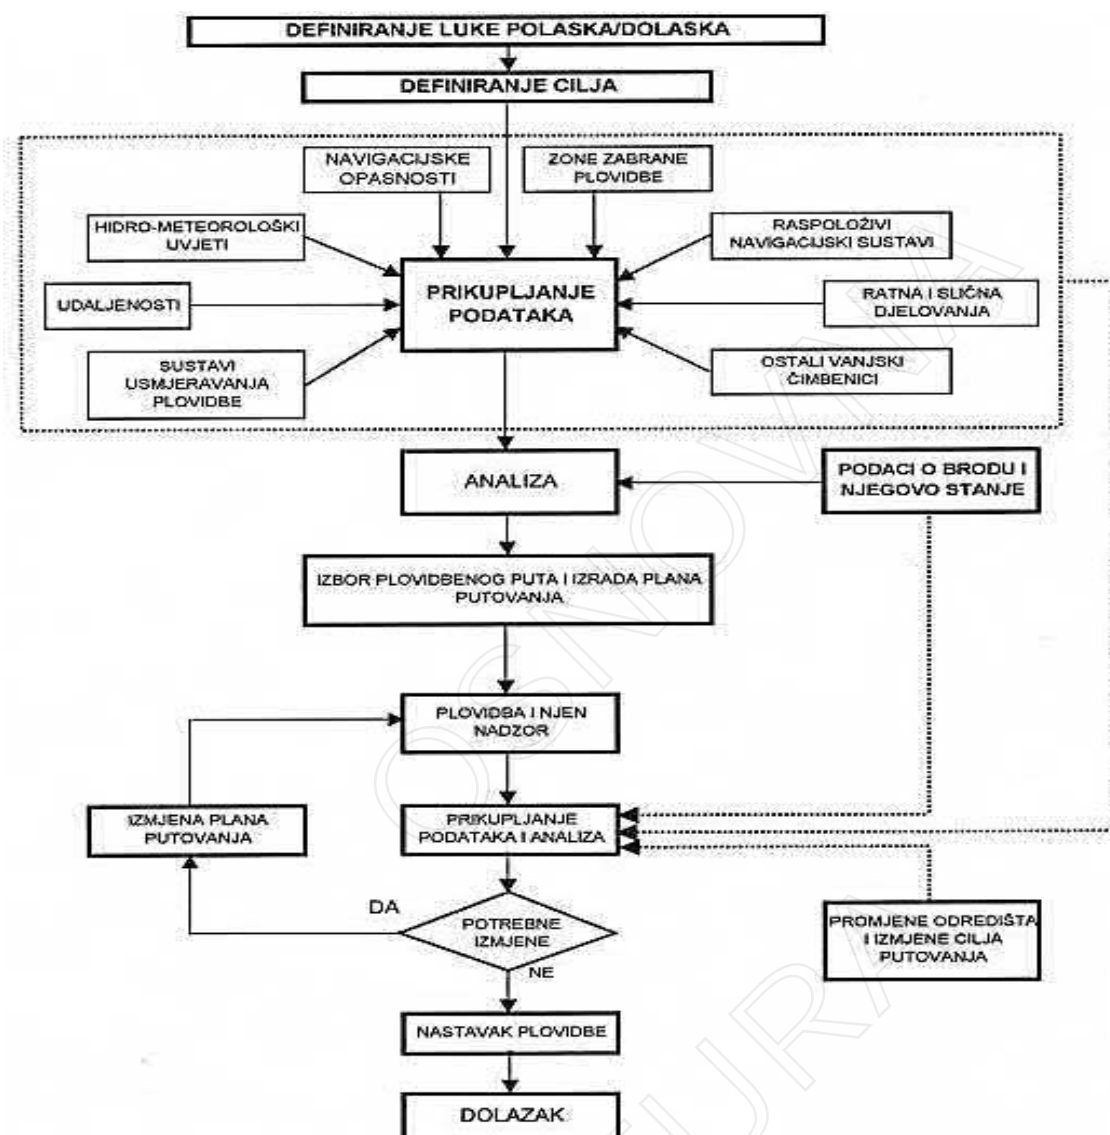 DEFINIRANJE LUKE POLASKA/DOLASKA
DEFINIRANJE CILJA
NAVIGACIJSKE
OPASNOSTI
ZONE ZABRANE
PLOVIDBE
HIDRO-METEOROLOŠKI
UVJETI
RASPOLOŽIVI
NAVIGACIJSKI SUSTAVI
UDALJENOSTI
PRIKUPLJANJE
PODATAKA
RATNA I SLIČNA
DJELOVANJA
SUSTAVI
USMJERAVANJA
PLOVIDBE
OSTALI VANJSKI
ČIMBENICI
ANALIZA
PODACI O BRODU I
NJEGOVO STANJE
IZBOR PLOVIDBENOG PUTA I IZRADA PLANA
PUTOVANJA
PLOVIDBA I NJEN
NADZOR
IZMJENA PLANA
PUTOVANJA
PRIKUPLJANJE
PODATAKA I ANALIZA
DA
POTREBNE
IZMJENE
NE
PROMJENE ODREDIŠTA
I IZMJENE CILJA
PUTOVANJA
NASTAVAK PLOVIDBE
DOLAZAK
OSNOVNA
TURA